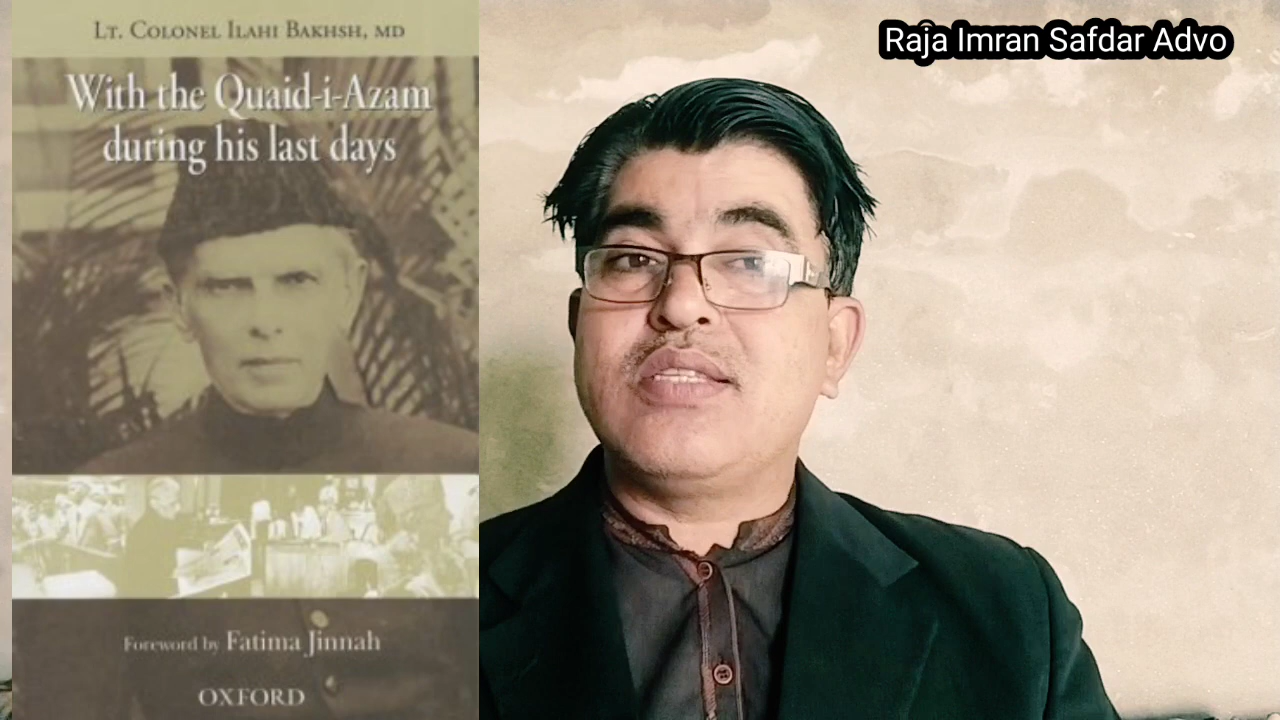 LT. COLONEL ILAHI BAKHSH, MD
With the Quaid-i-Azam
during his last days
Foreword by Fatima Jinnah
OXFORD
Raja Imran Safdar Advo